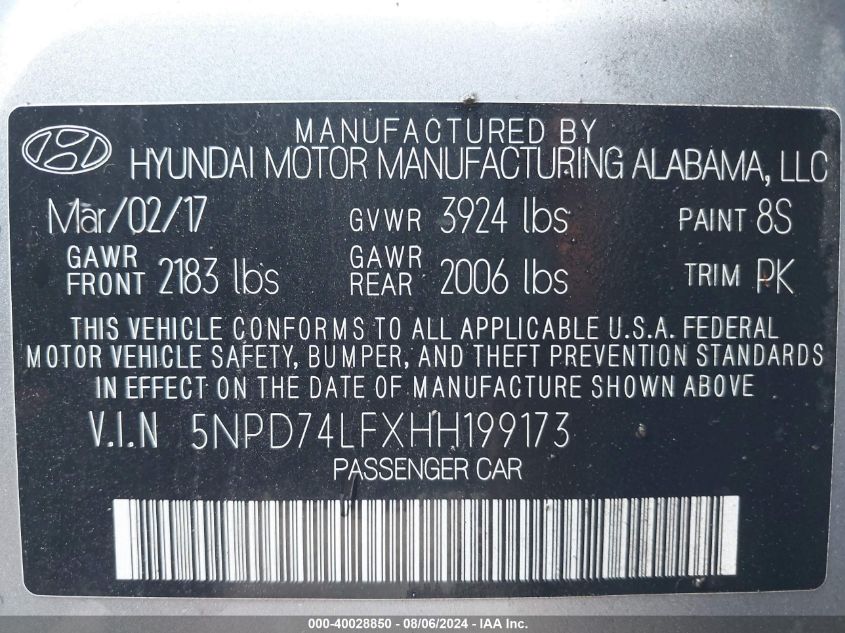 MANUFACTURED BY
HYUNDAI MOTOR MANUFACTURING ALABAMA, LLC
Mar/02/17 GVWR 3924 lbs PAINT 8S
GAWR FRONT 2183 lbs GAWR REAR 2006 lbs TRIM PK
THIS VEHICLE CONFORMS TO ALL APPLICABLE U.S.A. FEDERAL
MOTOR VEHICLE SAFETY, BUMPER, AND THEFT PREVENTION STANDARDS
IN EFFECT ON THE DATE OF MANUFACTURE SHOWN ABOVE
V.I.N 5NPD74LFXHH199173
PASSENGER CAR
000-40028850 - 08/06/2024 - IAA Inc.